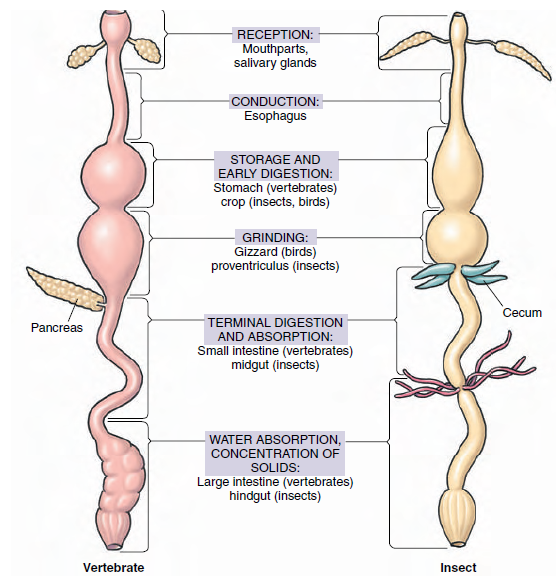 RECEPTION:
Mouthparts,
salivary glands
CONDUCTION:
Esophagus
STORAGE AND
EARLY DIGESTION:
Stomach (vertebrates)
crop (insects, birds)
GRINDING:
Gizzard (birds)
proventriculus (insects)
Cecum
Pancreas
TERMINAL DIGESTION
AND ABSORPTION:
Small intestine (vertebrates)
midgut (insects)
WATER ABSORPTION,
CONCENTRATION OF
SOLIDS:
Large intestine (vertebrates)
hindgut (insects)
Vertebrate
Insect